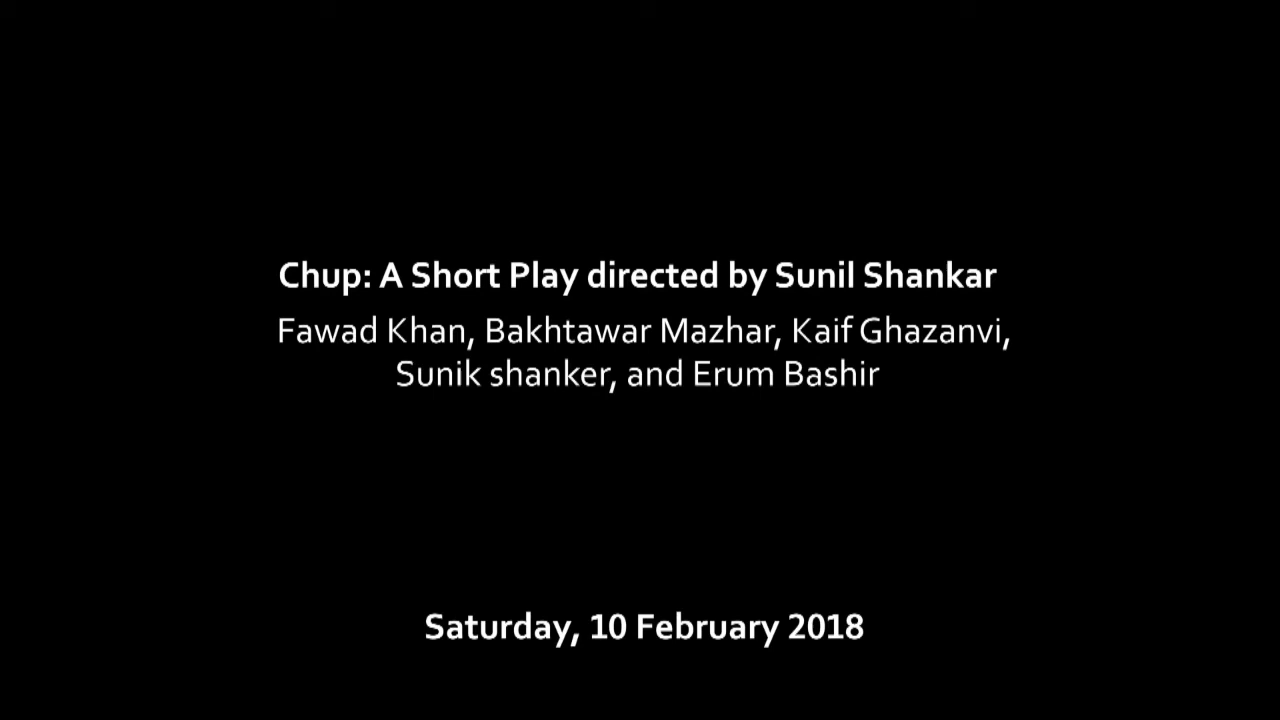 Chup: A Short Play directed by Sunil Shankar
Fawad Khan, Bakhtawar Mazhar, Kaif Ghazanvi,
Sunik shanker, and Erum Bashir
Saturday, 10 February 2018